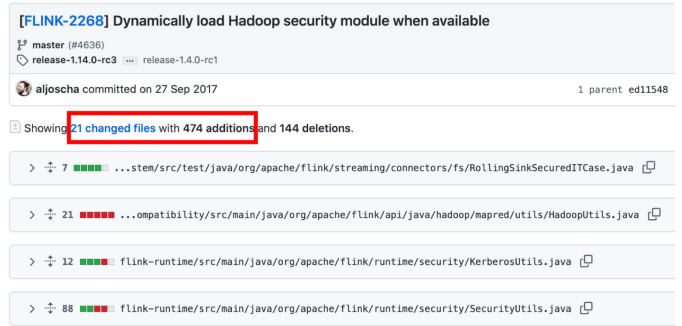 [FLINK-2268] Dynamically load Hadoop security module when available
master (#4636)
release-1.14.0-rc3 ... release-1.4.0-rc1
aljoscha committed on 27 Sep 2017
1 parent ed11548
Showing 21 changed files with 474 additions and 144 deletions.
7 ...stem/src/test/java/org/apache/flink/streaming/connectors/fs/RollingSinkSecuredITCase.java
21 ...ompatibility/src/main/java/org/apache/flink/api/java/hadoop/mapred/utils/HadoopUtils.java
12 flink-runtime/src/main/java/org/apache/flink/runtime/security/KerberosUtils.java
88 flink-runtime/src/main/java/org/apache/flink/runtime/security/SecurityUtils.java